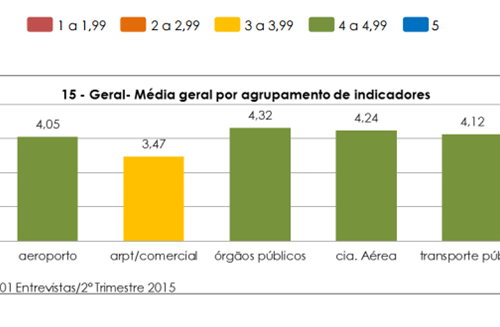 1 a 1,99 2 a 2,99 3 a 3,99 4 a 4,99 5
15 - Geral- Média geral por agrupamento de indicadores
4,05 3,47 4,32 4,24 4,12
aeroporto arpt/comercial órgãos públicos cia. Aérea transporte púb
01 Entrevistas/2º Trimestre 2015